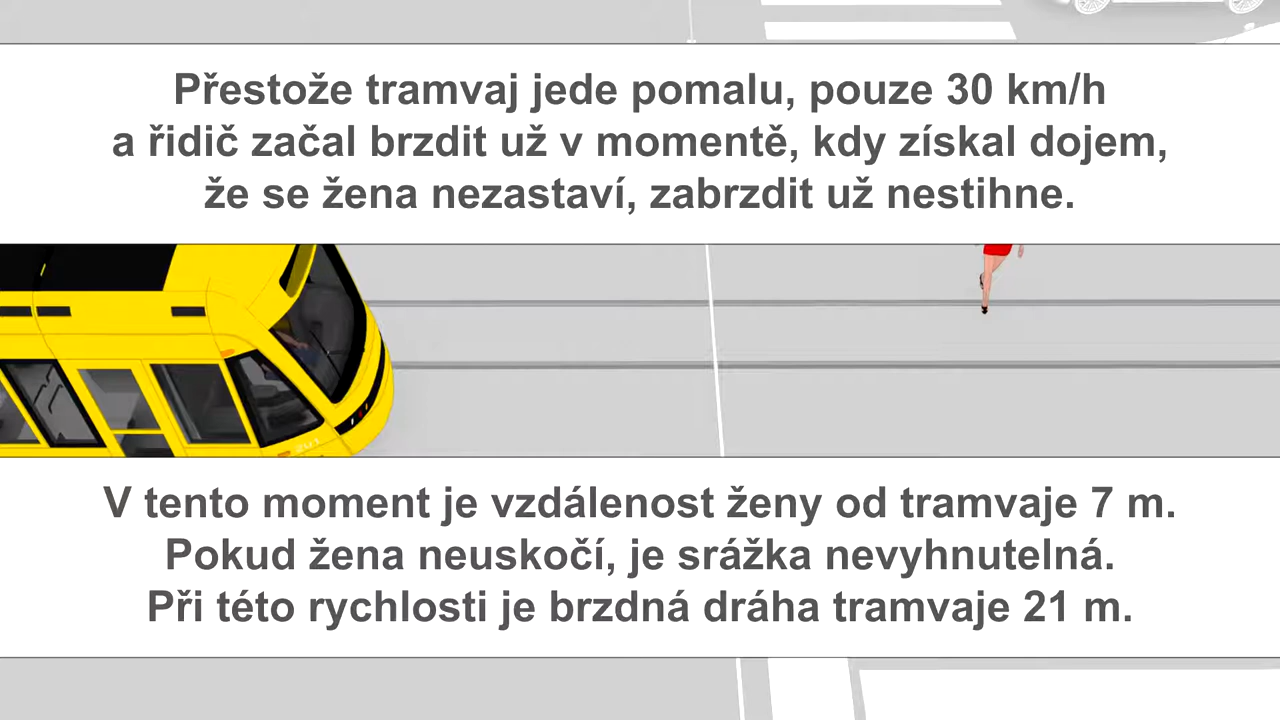 Přestože tramvaj jede pomalu, pouze 30 km/h
a řidič začal brzdit už v momentě, kdy získal dojem,
že se žena nezastaví, zabrzdit už nestihne.
V tento moment je vzdálenost ženy od tramvaje 7 m.
Pokud žena neuskočí, je srážka nevyhnutelná.
Při této rychlosti je brzdná dráha tramvaje 21 m.